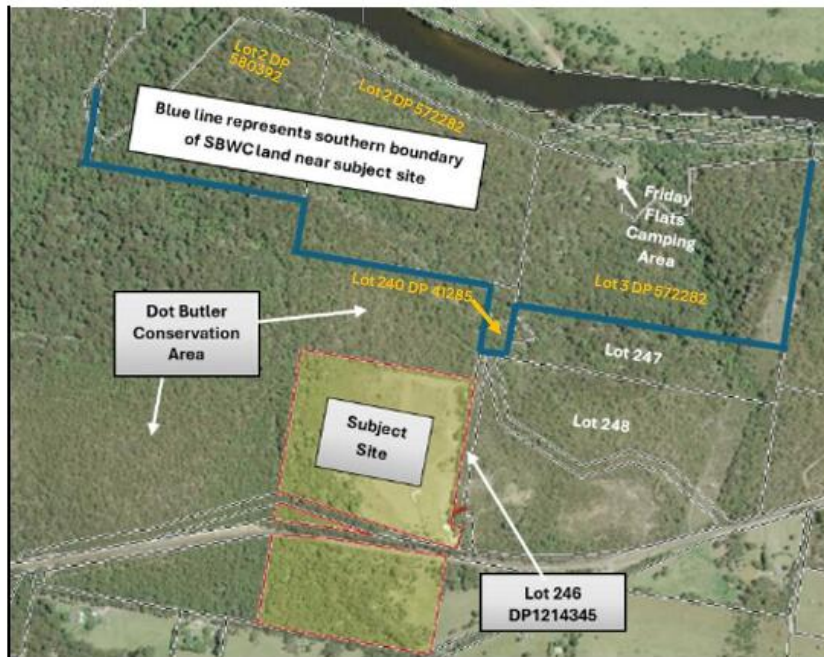 Lot 2 DP
580392
Lot 2 DP 572282
Blue line represents southern boundary
of SBWC land near subject site
Friday
Flats
Camping
Area
Lot 3 DP 572282
Lot 240 DP 41285
Dot Butler
Conservation
Area
Lot 247
Lot 248
Subject
Site
Lot 246
DP1214345